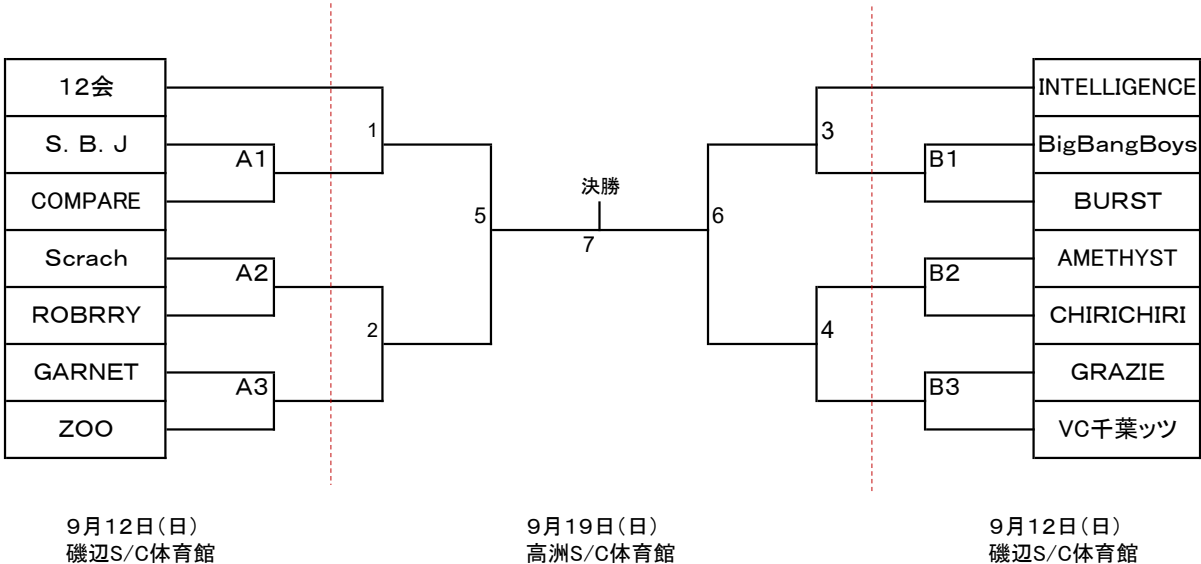 12会
S. B. J
COMPARE
Scrach
ROBRRY
GARNET
ZOO
A1
A2
A3
1
2
5
決勝
7
6
3
4
B1
B2
B3
INTELLIGENCE
BigBangBoys
BURST
AMETHYST
CHIRICHIRI
GRAZIE
VC千葉ッツ
9月12日(日)
磯辺S/C体育館
9月19日(日)
高洲S/C体育館
9月12日(日)
磯辺S/C体育館